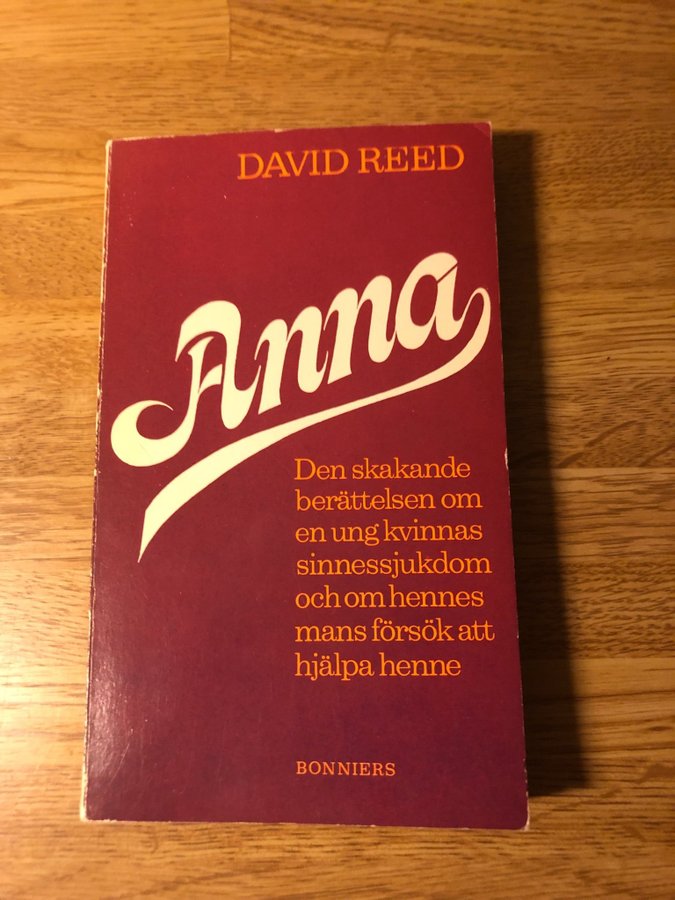 DAVID REED
Anna
Den skakande
berättelsen om
en ung kvinnas
sinnessjukdom
och om hennes
mans försök att
hjälpa henne
BONNIERS